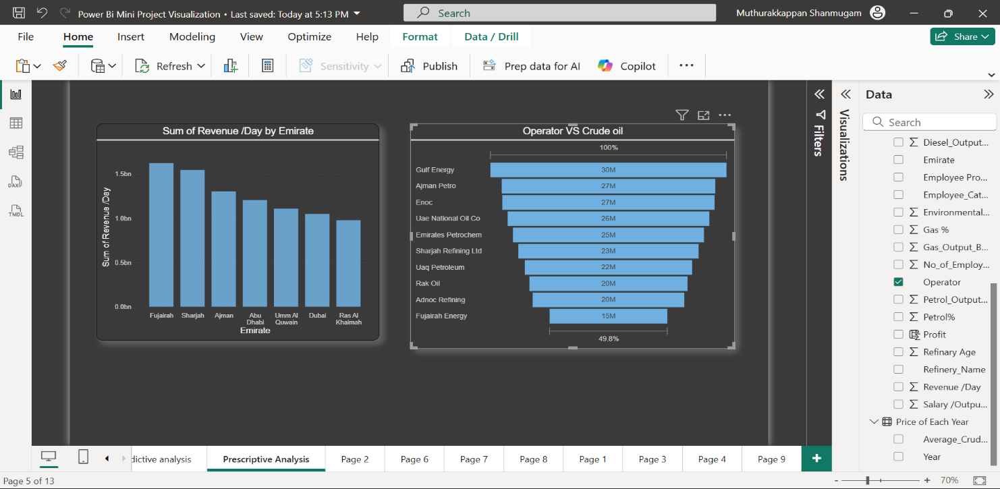 Power Bi Mini Project Visualization • Last saved: Today at 5:13 PM
Search
Muthurakkappan Shanmugam
File
Home
Insert
Modeling
View
Optimize
Help
Format
Data / Drill
Share
Refresh
Sensitivity
Publish
Prep data for AI
Copilot
DAX
TMDL
Sum of Revenue /Day by Emirate
Sum of Revenue /Day
1.5bn
1.0bn
0.5bn
0.0bn
Fujairah
Sharjah
Ajman
Abu
Dhabi
Umm Al
Quwain
Dubai
Ras Al
Khaimah
Emirate
Operator VS Crude oil
100%
Gulf Energy 30M
Ajman Petro 27M
Enoc 27M
Uae National Oil Co 26M
Emirates Petrochem 25M
Sharjah Refining Ltd 23M
Uaq Petroleum 22M
Rak Oil 20M
Adnoc Refining 20M
Fujairah Energy 15M
49.8%
Filters
Visualizations
Data
Search
Diesel_Output...
Emirate
Employee Pro...
Employee_Cat...
Environmental...
Gas %
Gas_Output_B...
No_of_Employ...
Operator
Petrol_Output...
Petrol%
Profit
Refinary Age
Refinery_Name
Revenue /Day
Salary /Outpu...
Price of Each Year
Average_Crud...
Year
dictive analysis
Prescriptive Analysis
Page 2
Page 6
Page 7
Page 8
Page 1
Page 3
Page 4
Page 9
+
Page 5 of 13
- + 70%